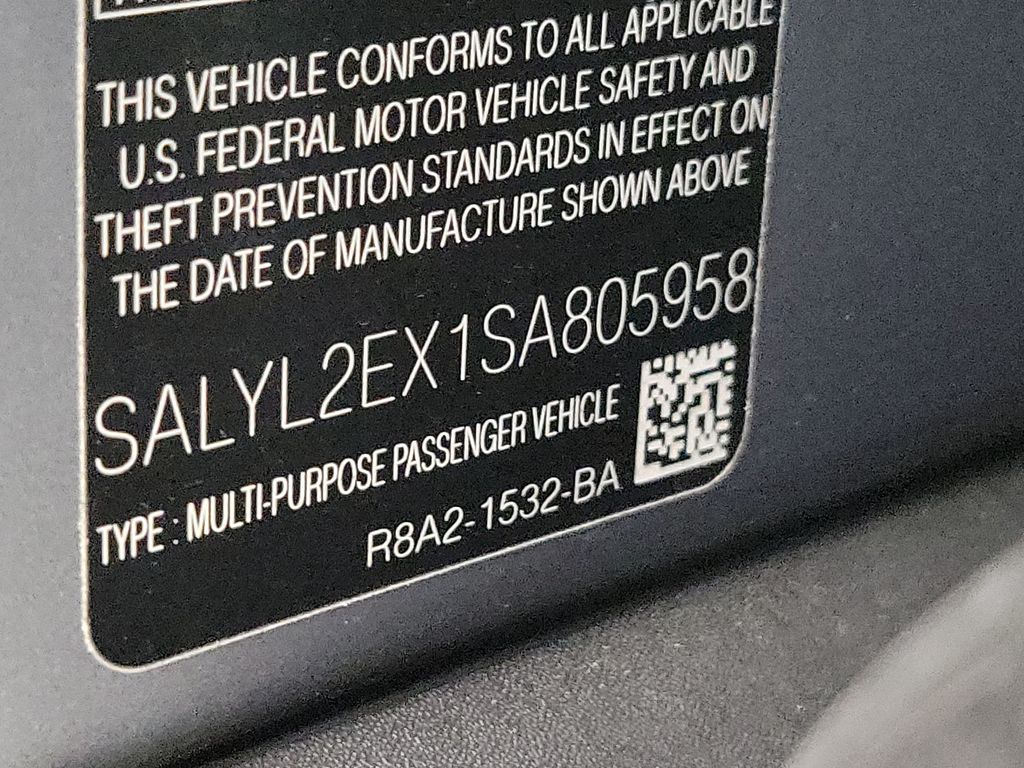 THIS VEHICLE CONFORMS TO ALL APPLICABLE
U.S. FEDERAL MOTOR VEHICLE SAFETY AND
THEFT PREVENTION STANDARDS IN EFFECT ON
THE DATE OF MANUFACTURE SHOWN ABOVE
SALYL2EX1SA805958
TYPE : MULTI-PURPOSE PASSENGER VEHICLE
R8A2-1532-BA